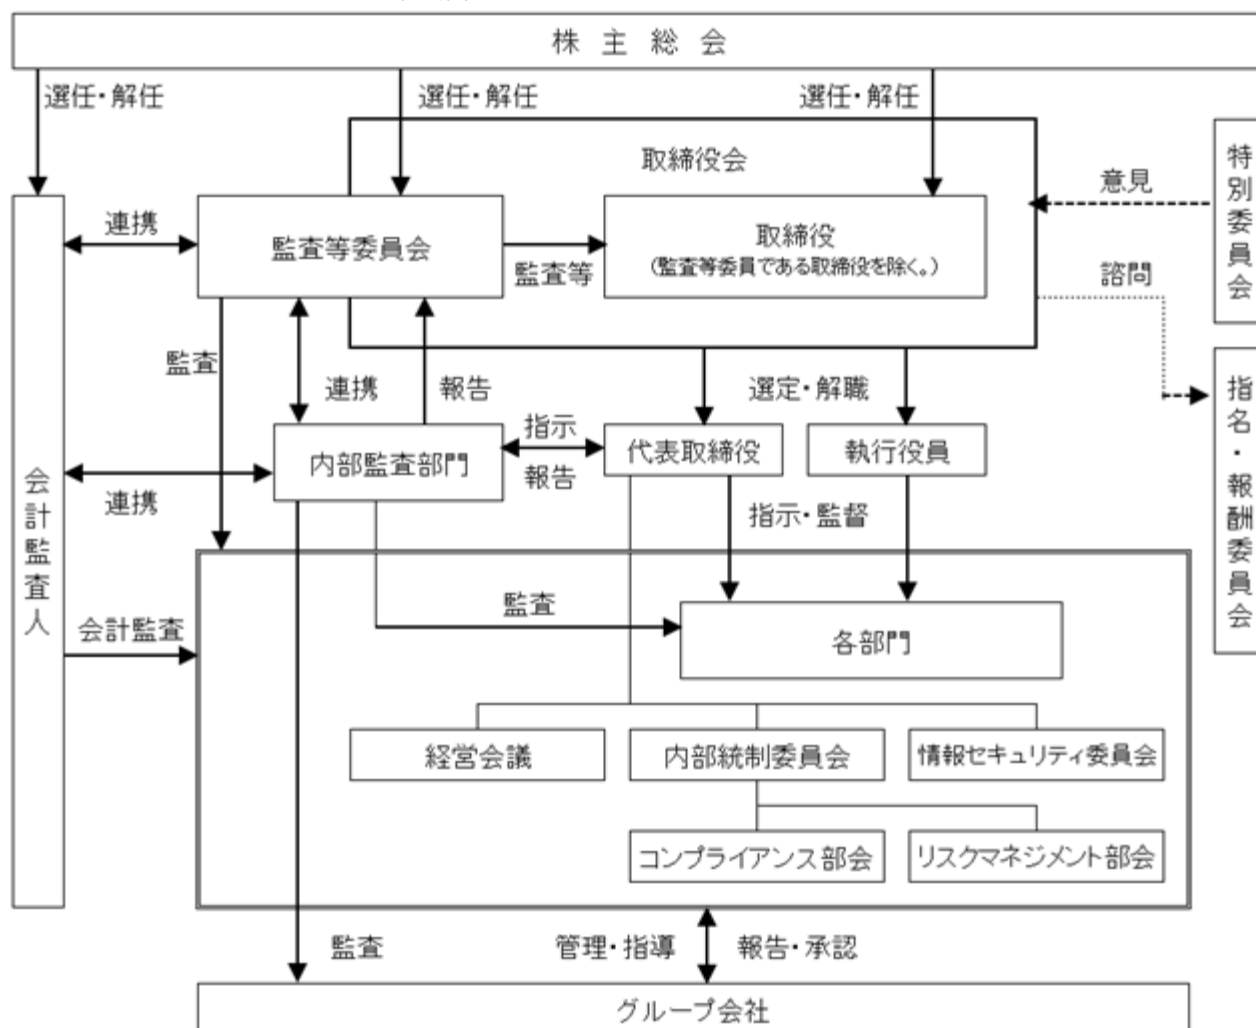 株主総会
選任・解任
選任・解任
選任・解任
取締役会
特別委員会
意見
連携
監査等委員会
監査等
取締役
(監査等委員である取締役を除く。)
諮問
監査
連携
報告
選定・解職
指名・報酬委員会
指示
報告
代表取締役
執行役員
内部監査部門
会計監査人
連携
指示・監督
監査
各部門
会計監査
経営会議
内部統制委員会
情報セキュリティ委員会
コンプライアンス部会
リスクマネジメント部会
監査
管理・指導
報告・承認
グループ会社